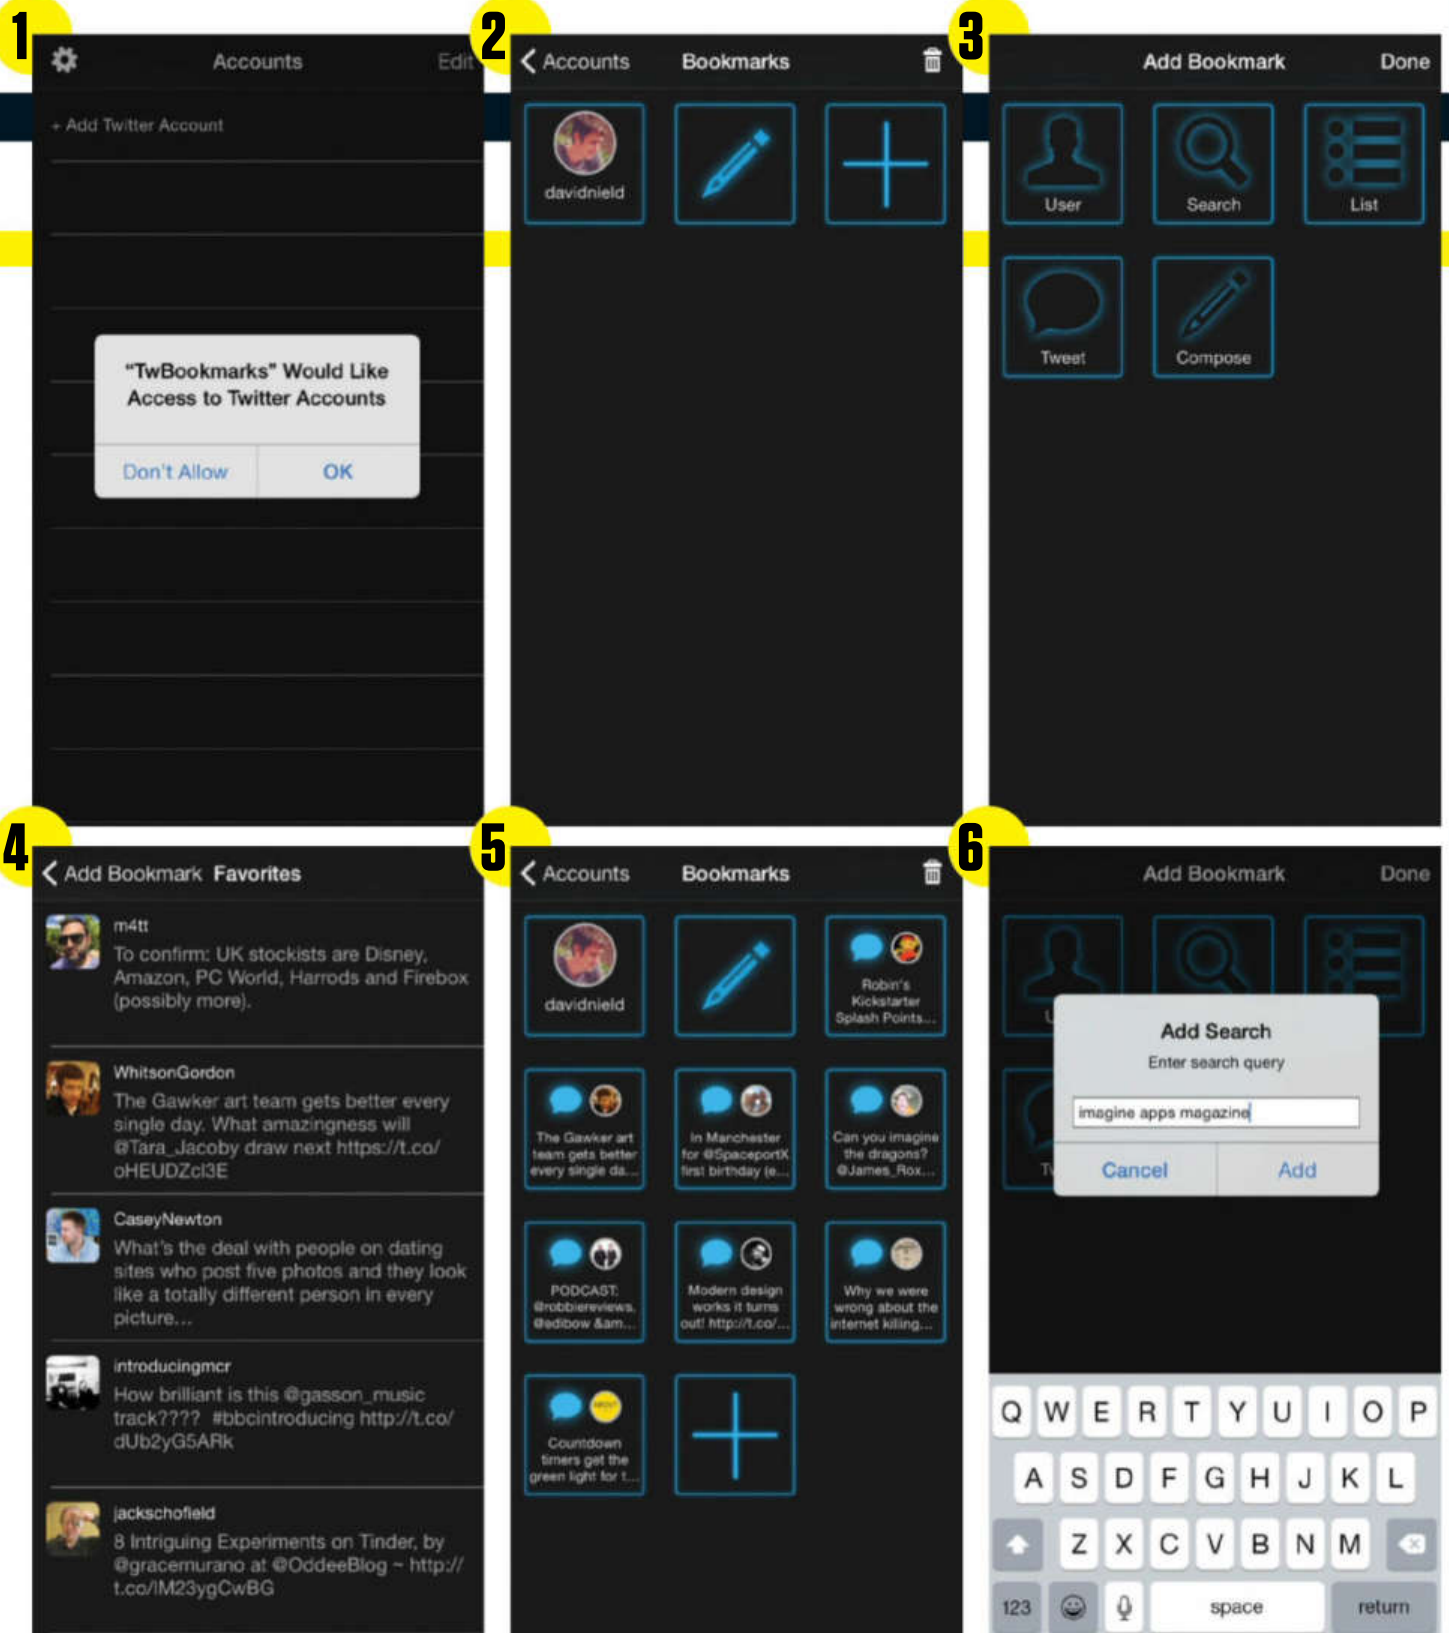 1
Accounts
Edit
+ Add Twitter Account
“TwBookmarks” Would Like
Access to Twitter Accounts
Don't Allow
OK
2
Accounts
Bookmarks
davidnield
3
Add Bookmark
Done
User
Search
List
Tweet
Compose
4
Add Bookmark
Favorites
m4tt
To confirm: UK stockists are Disney,
Amazon, PC World, Harrods and Firebox
(possibly more).
WhitsonGordon
The Gawker art team gets better every
single day. What amazingness will
@Tara_Jacoby draw next https://t.co/
oHEUDZcl3E
CaseyNewton
What's the deal with people on dating
sites who post five photos and they look
like a totally different person in every
picture...
introducingmcr
How brilliant is this @gasson_music
track???? #bbcintroducing http://t.co/
dUb2yG5ARk
jackschofield
8 Intriguing Experiments on Tinder, by
@gracemurano at @OddeeBlog ~ http://
t.co/IM23ygCwBG
5
Accounts
Bookmarks
davidnield
Robin's
Kickstarter
Splash Points...
The Gawker art
team gets better
every single da...
In Manchester
for @SpaceportX
first birthday (e...
Can you imagine
the dragons?
@James_Rox...
PODCAST:
@robbiereviews,
@edibow &am...
Modern design
works it turns
out! http://t.co/...
Why we were
wrong about the
internet killing...
Countdown
timers get the
green light for t...
6
Add Bookmark
Done
U
Tw
Add Search
Enter search query
imagine apps magazine
Cancel
Add
Q W E R T Y U I O P
A S D F G H J K L
Z X C V B N M
123
space
return